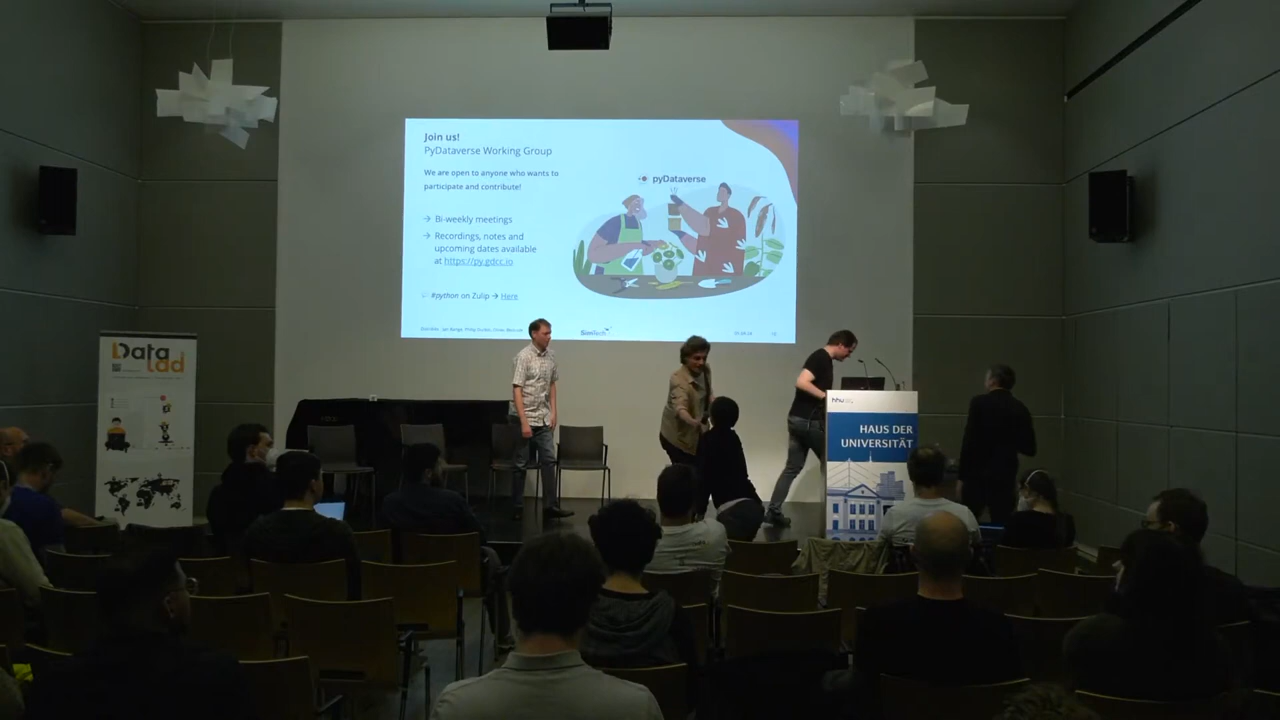 Join us!
PyDataverse Working Group
We are open to anyone who wants to
participate and contribute!
pyDataverse
→ Bi-weekly meetings
→ Recordings, notes and
upcoming dates available
at https://py.gdcc.io
#python on Zulip → Here
SimTech
Data
lad
hhu
HAUS DER
UNIVERSITÄT